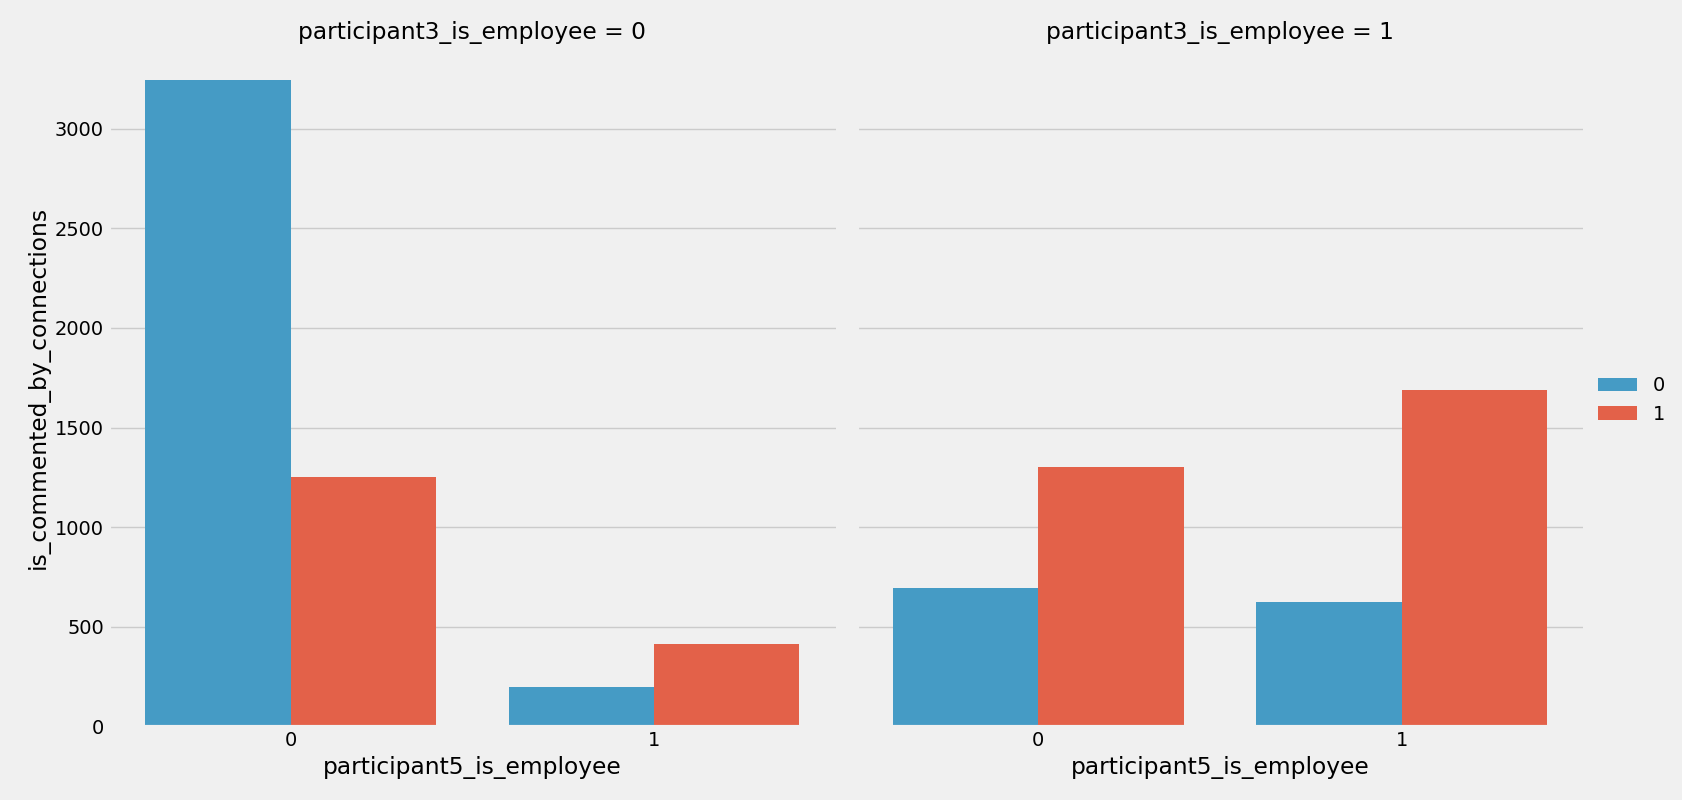 participant3_is_employee = 0
participant3_is_employee = 1
is_commented_by_connections
3000
2500
2000
1500
1000
500
0
0
1
participant5_is_employee
0
1
participant5_is_employee
0
1